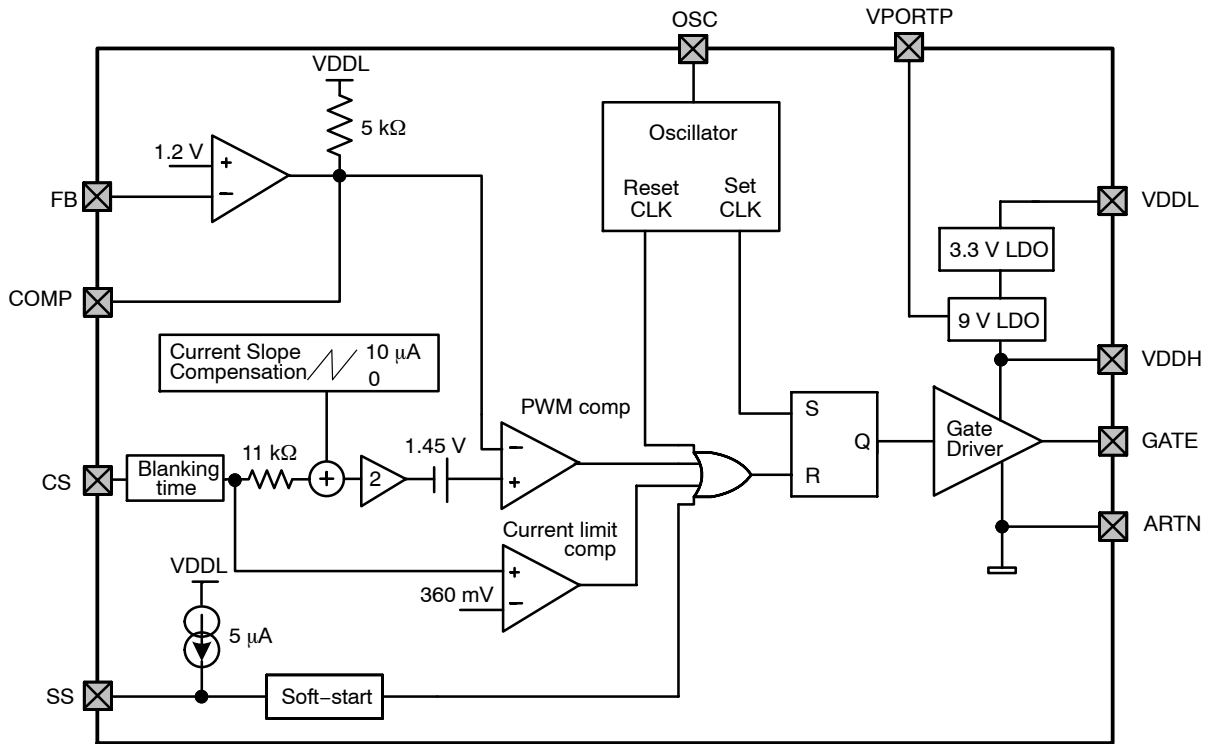 OSC
VPORTP
VDDL
5 kΩ
1.2 V
+
−
FB
COMP
Oscillator
Reset
CLK
Set
CLK
VDDL
3.3 V LDO
9 V LDO
VDDH
Current Slope
Compensation
10 μA
0
PWM comp
1.45 V
11 kΩ
CS
Blanking
time
+
2
−
+
S
Q
R
Gate
Driver
GATE
ARTN
Current limit
comp
+
−
360 mV
VDDL
5 μA
SS
Soft−start